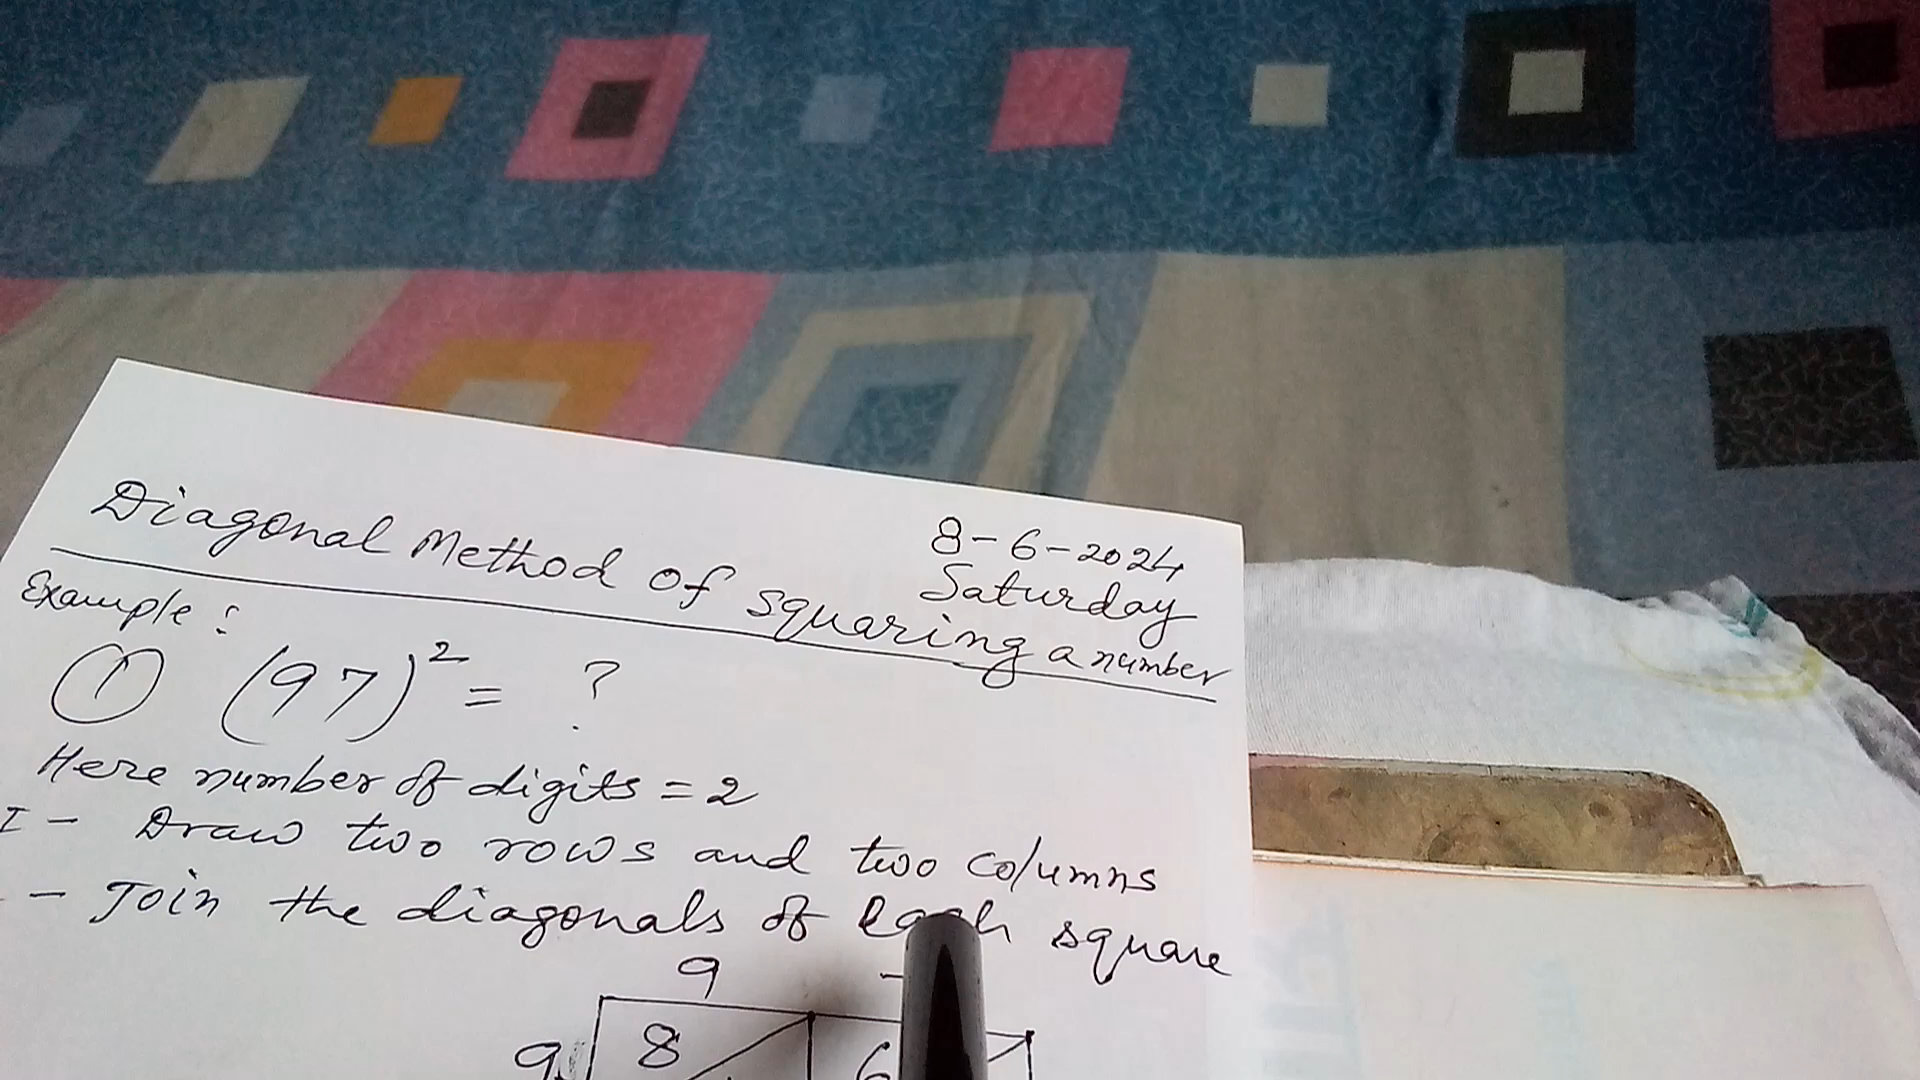 8-6-2024
Saturday
Diagonal Method of squaring a number
Example :
① (97)² = ?
Here number of digits = 2
I - Draw two rows and two columns
- Join the diagonals of Each square
9
9 8 6